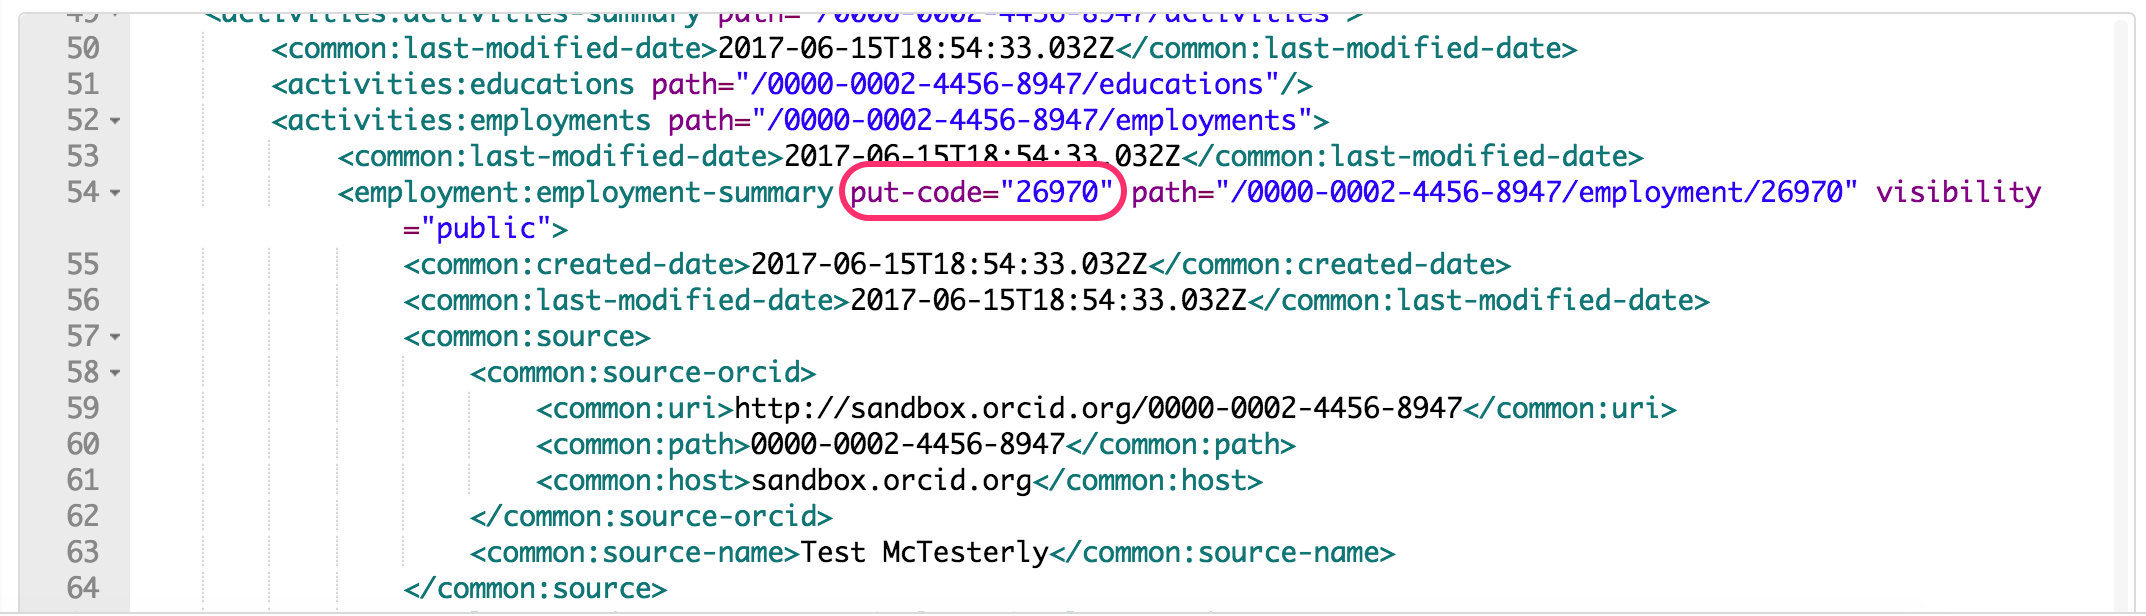 49 <activities:activities-summary path="/0000-0002-4456-8947/activities">
50 <common:last-modified-date>2017-06-15T18:54:33.032Z</common:last-modified-date>
51 <activities:educations path="/0000-0002-4456-8947/educations"/>
52 <activities:employments path="/0000-0002-4456-8947/employments">
53 <common:last-modified-date>2017-06-15T18:54:33.032Z</common:last-modified-date>
54 <employment:employment-summary put-code="26970" path="/0000-0002-4456-8947/employment/26970" visibility
="public">
55 <common:created-date>2017-06-15T18:54:33.032Z</common:created-date>
56 <common:last-modified-date>2017-06-15T18:54:33.032Z</common:last-modified-date>
57 <common:source>
58 <common:source-orcid>
59 <common:uri>http://sandbox.orcid.org/0000-0002-4456-8947</common:uri>
60 <common:path>0000-0002-4456-8947</common:path>
61 <common:host>sandbox.orcid.org</common:host>
62 </common:source-orcid>
63 <common:source-name>Test McTesterly</common:source-name>
64 </common:source>